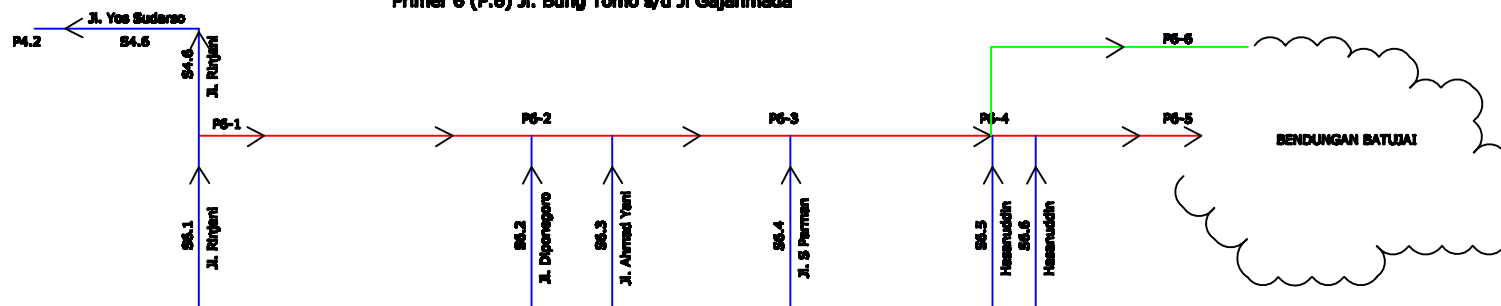 Primer 6 (P.6) Jl. Bung Tomo s/d Jl Gajahmada
Jl. Yos Sudarso
P4.2
S4.6
S4.6
Jl. Rinjani
P6-1
P6-2
P6-3
P6-4
P6-5
P6-6
BENDUNGAN BATUJAI
S6.1
Jl. Rinjani
S6.2
Jl. Diponegoro
S6.3
Jl. Ahmad Yani
S6.4
Jl. S Parman
S6.5
Hasanuddin
S6.6
Hasanuddin